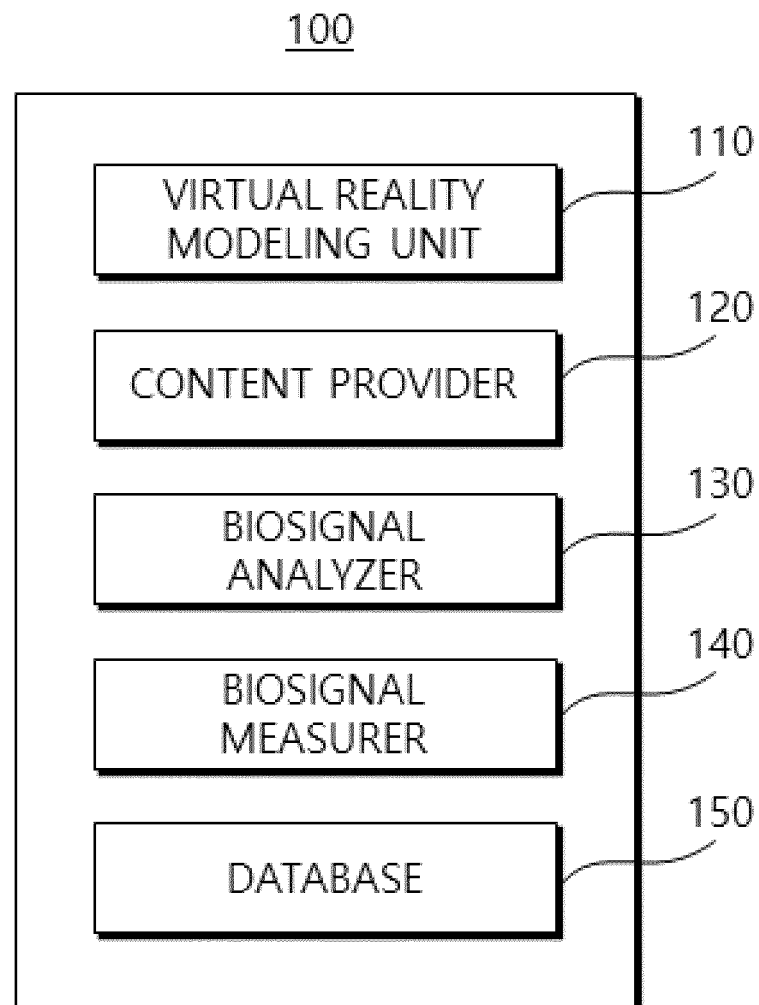 100
110
VIRTUAL REALITY
MODELING UNIT
120
CONTENT PROVIDER
130
BIOSIGNAL
ANALYZER
140
BIOSIGNAL
MEASURER
150
DATABASE